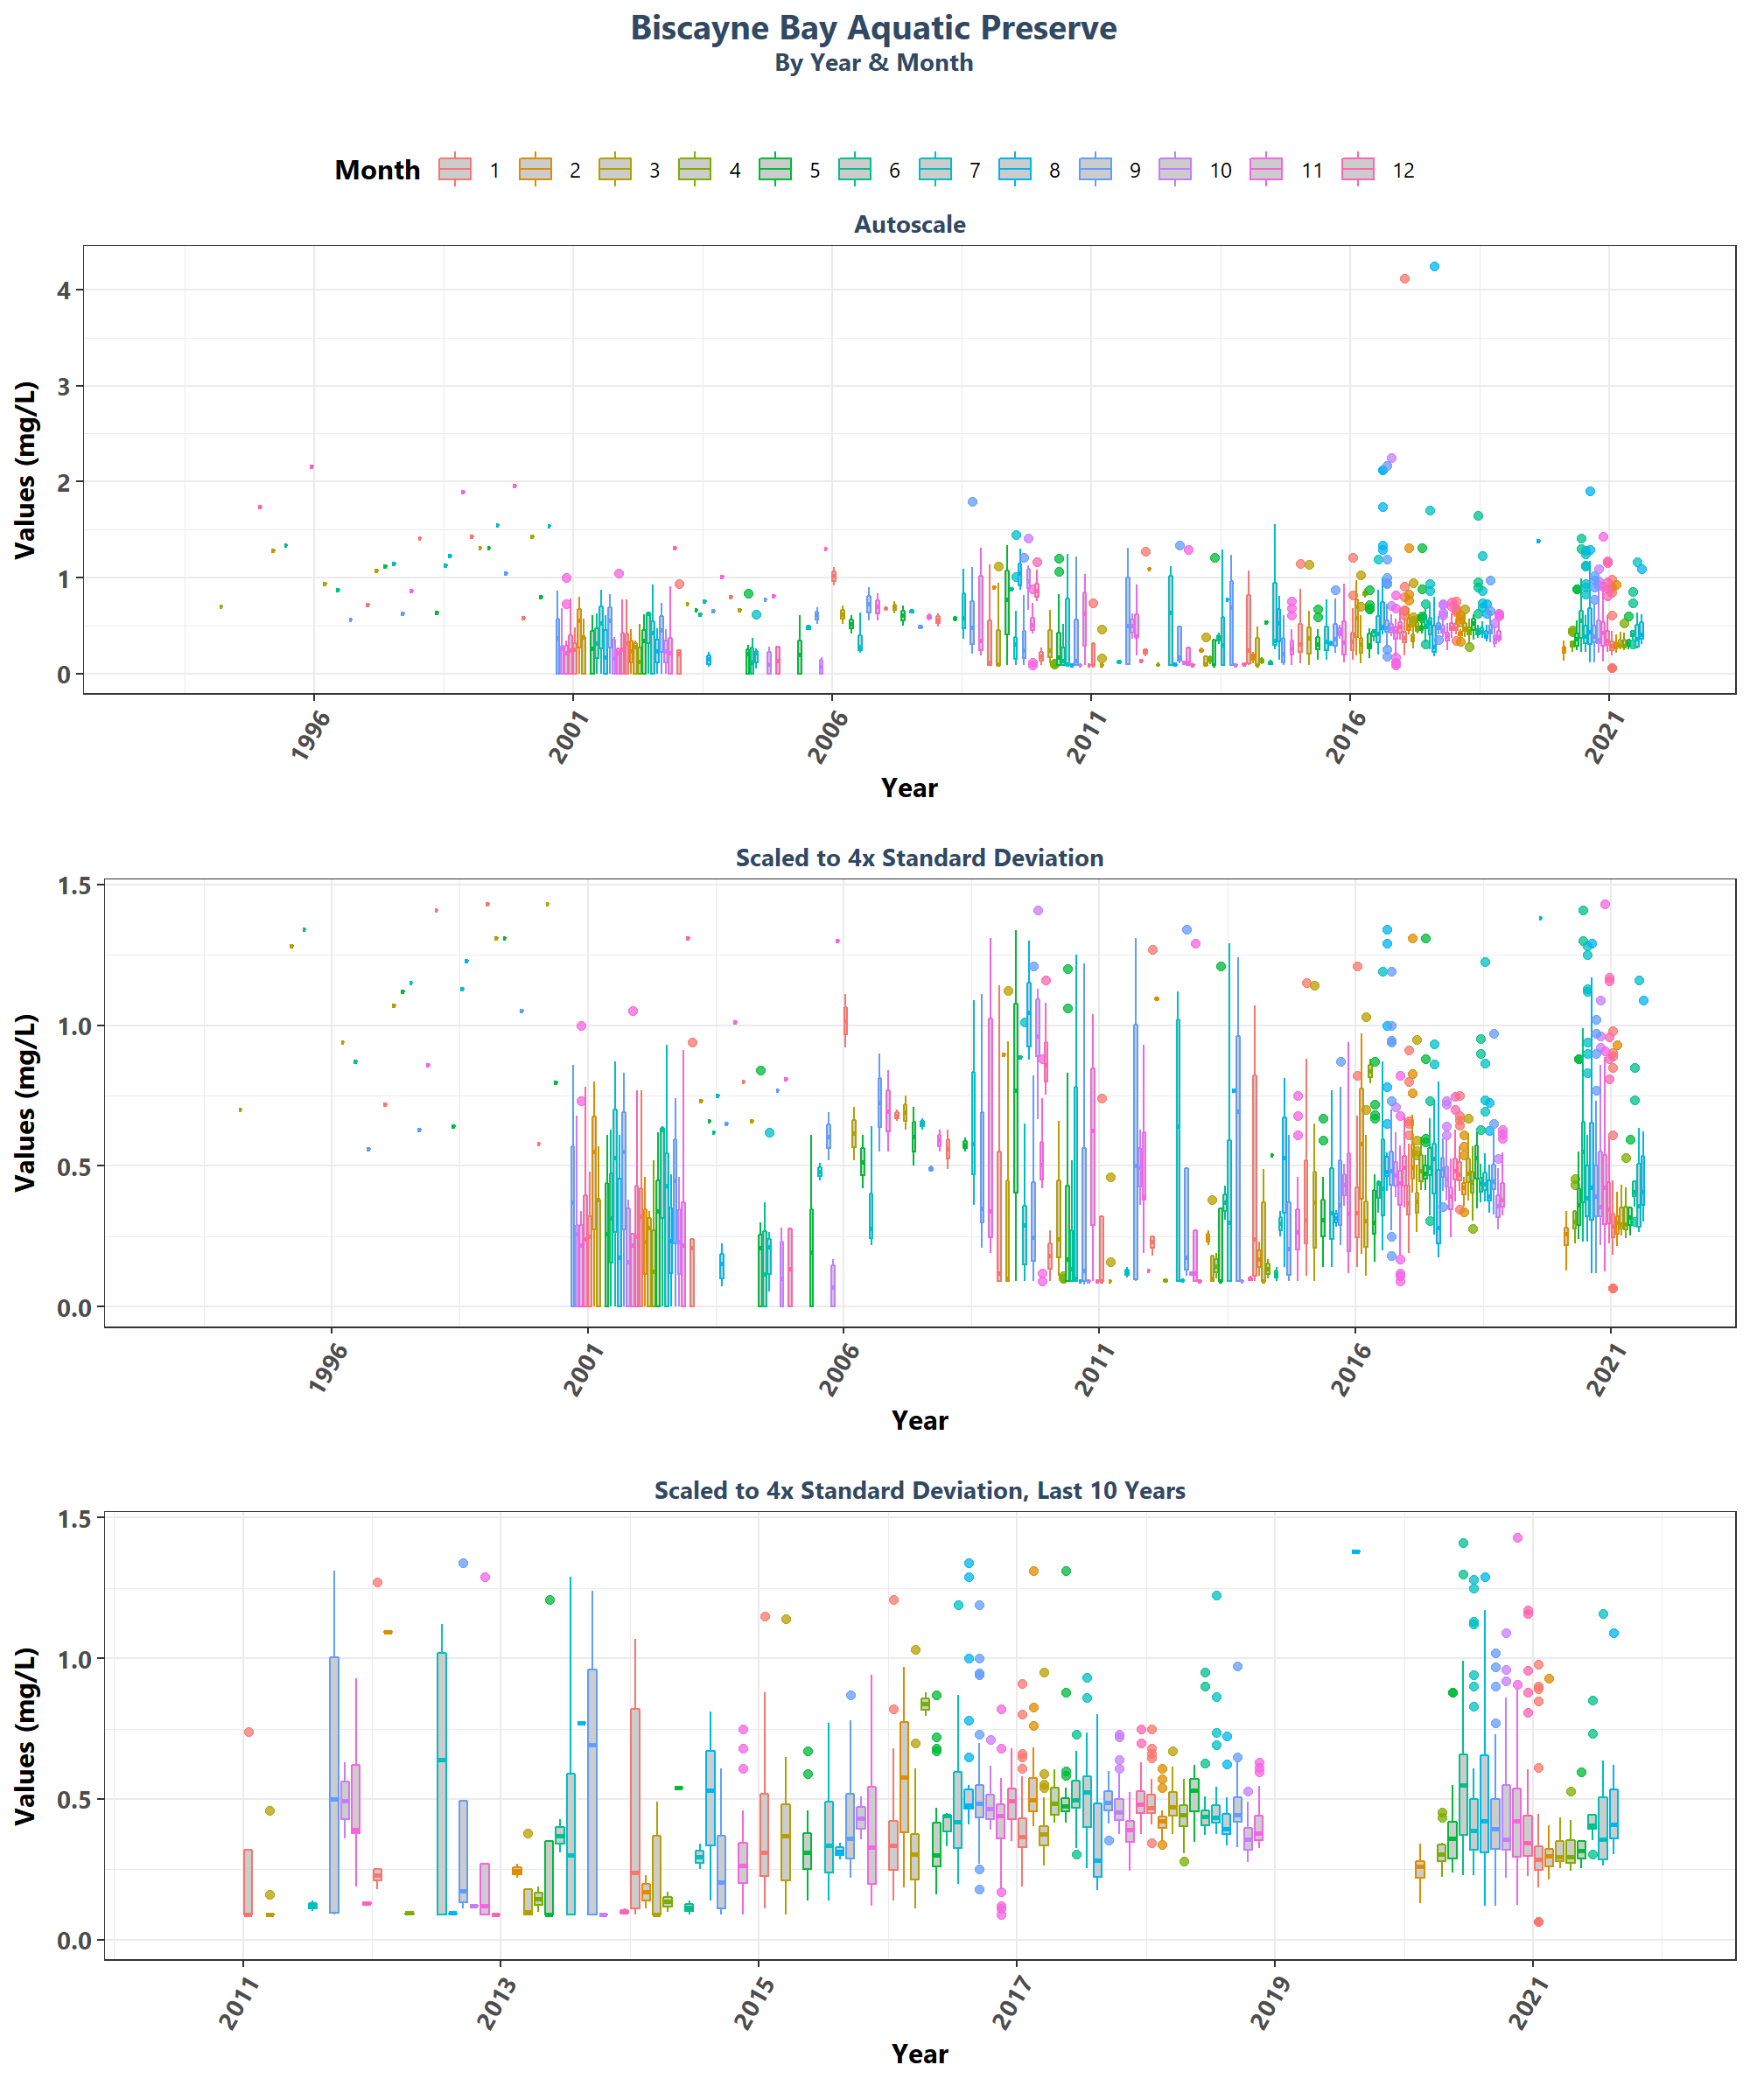 Biscayne Bay Aquatic Preserve
By Year & Month
Month 1 2 3 4 5 6 7 8 9 10 11 12
Autoscale
Values (mg/L)
4
3
2
1
0
1996 2001 2006 2011 2016 2021
Year
Scaled to 4x Standard Deviation
Values (mg/L)
1.5
1.0
0.5
0.0
1996 2001 2006 2011 2016 2021
Year
Scaled to 4x Standard Deviation, Last 10 Years
Values (mg/L)
1.5
1.0
0.5
0.0
2011 2013 2015 2017 2019 2021
Year